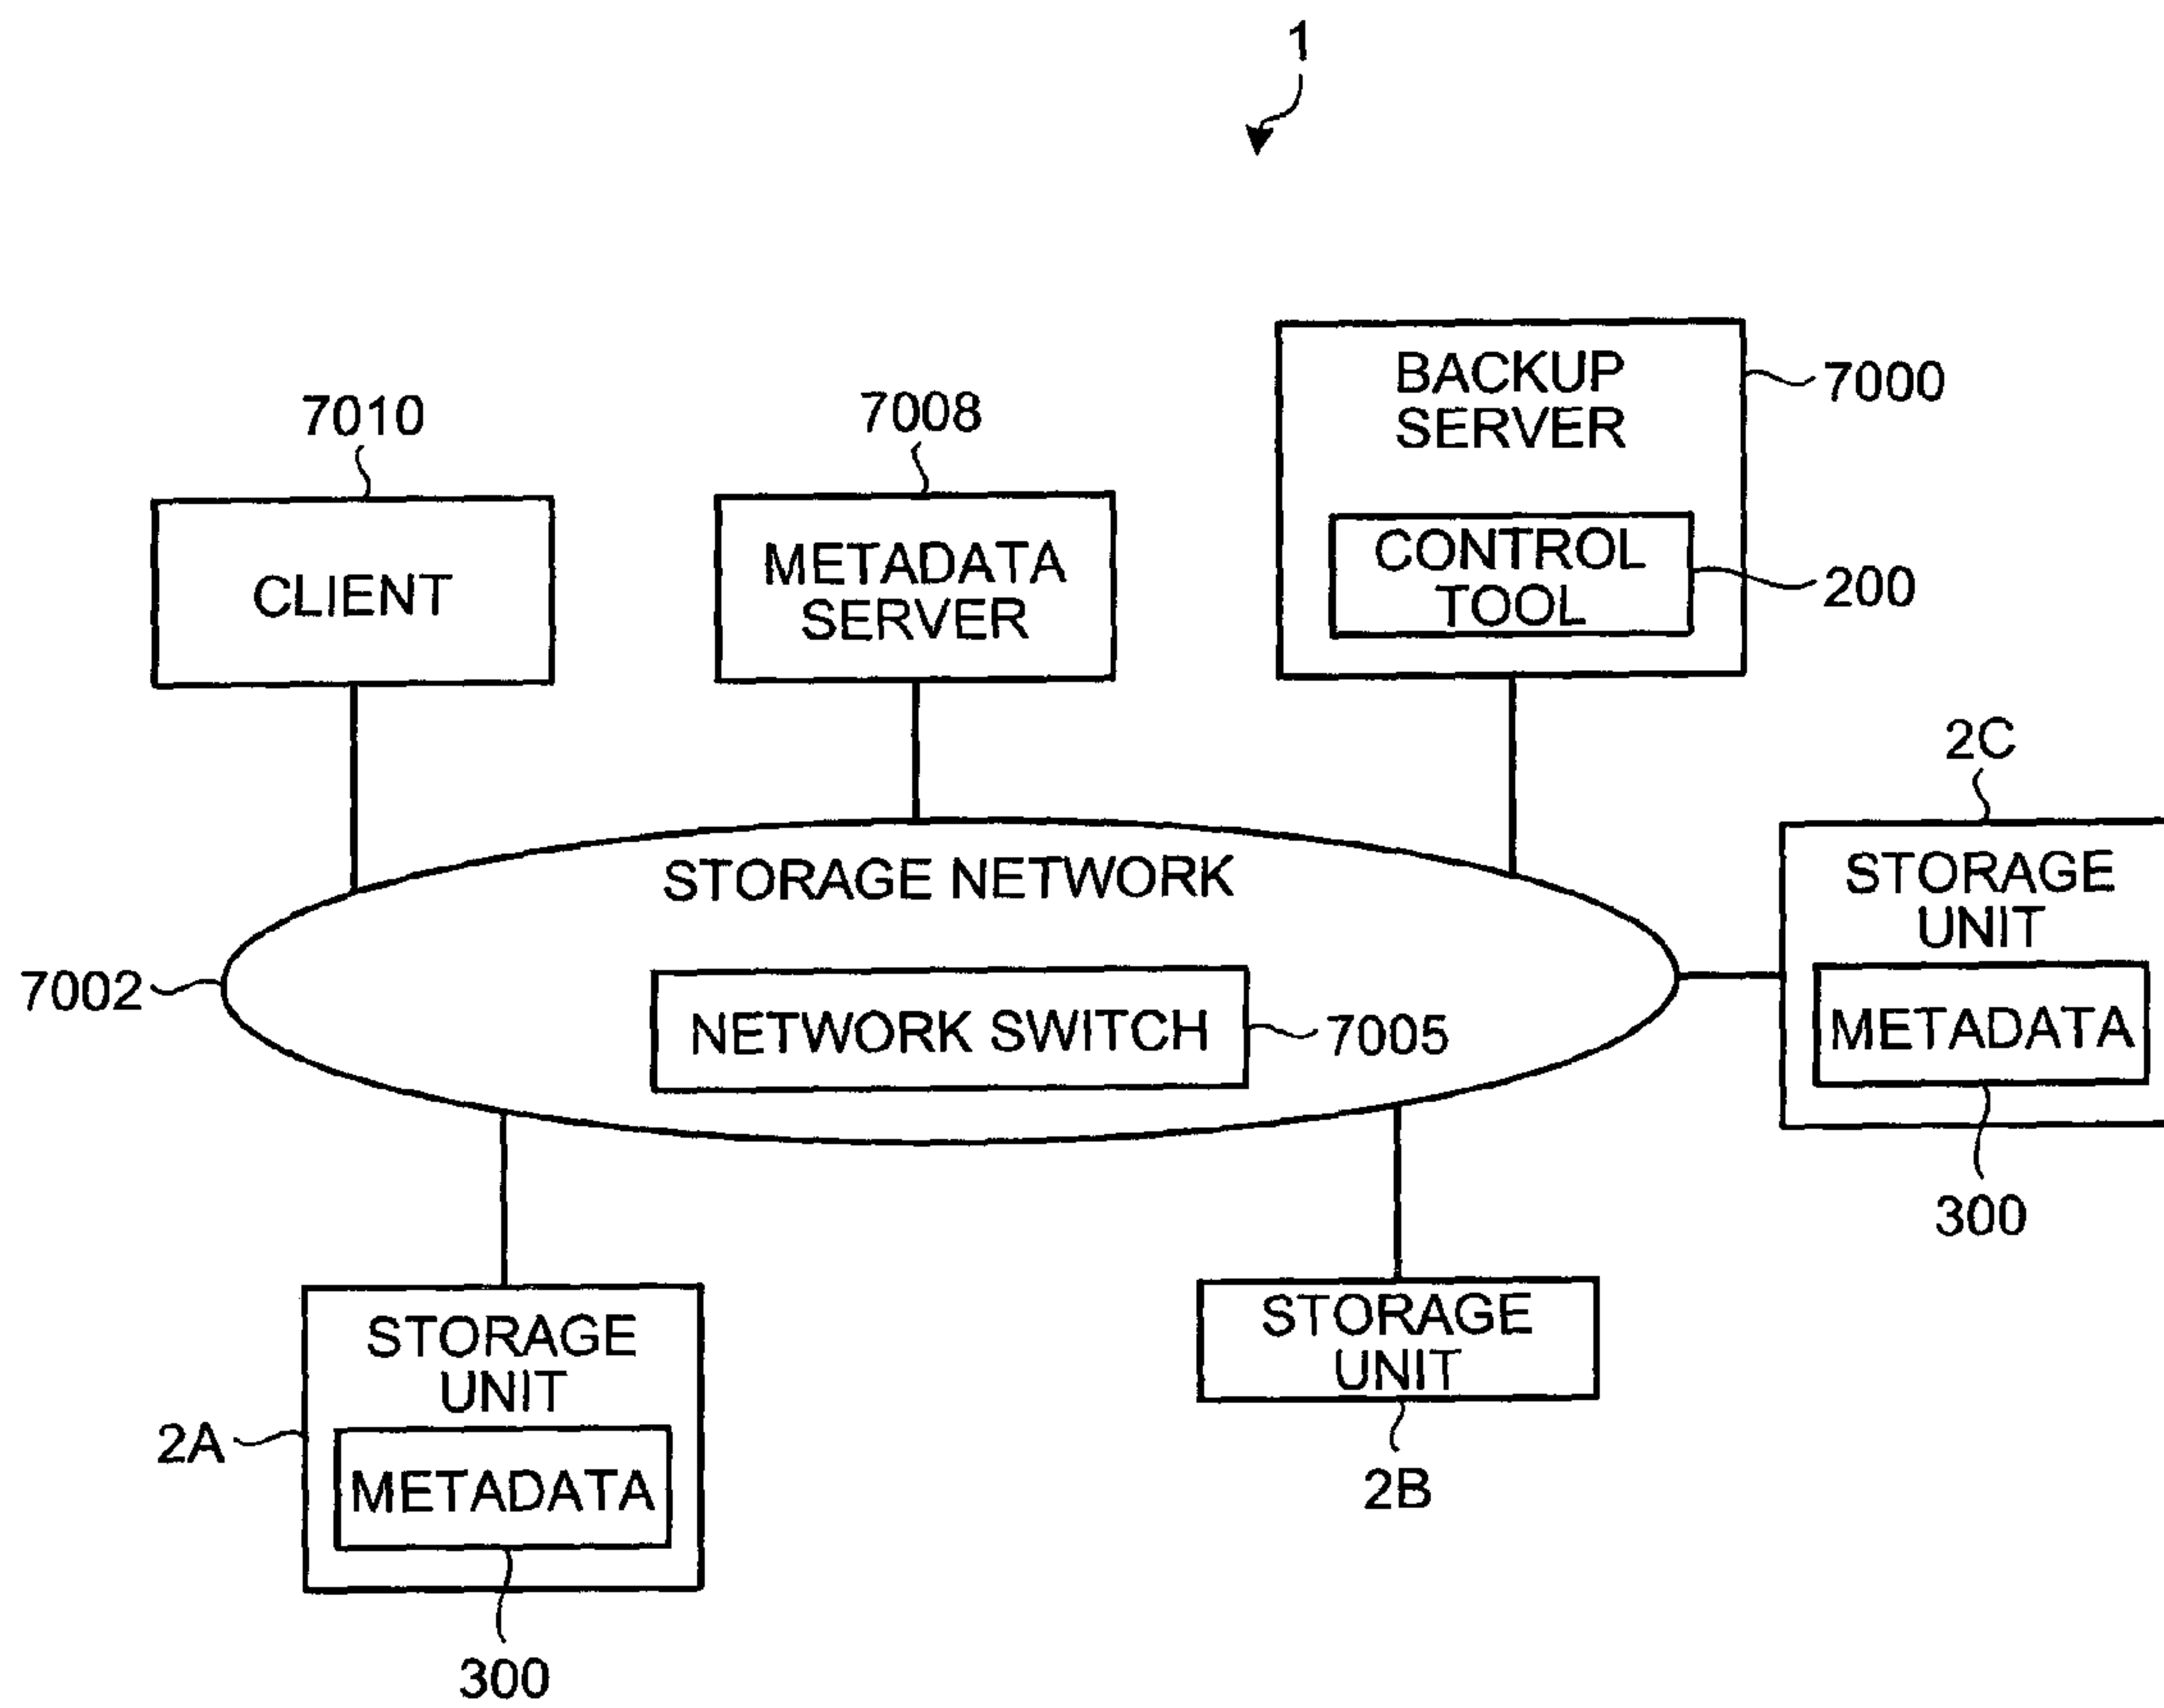 1
BACKUP
SERVER
7000
7010
7008
CLIENT
METADATA
SERVER
CONTROL
TOOL
200
2C
STORAGE NETWORK
STORAGE
UNIT
7002
NETWORK SWITCH
7005
METADATA
300
STORAGE
UNIT
2A
METADATA
300
STORAGE
UNIT
2B